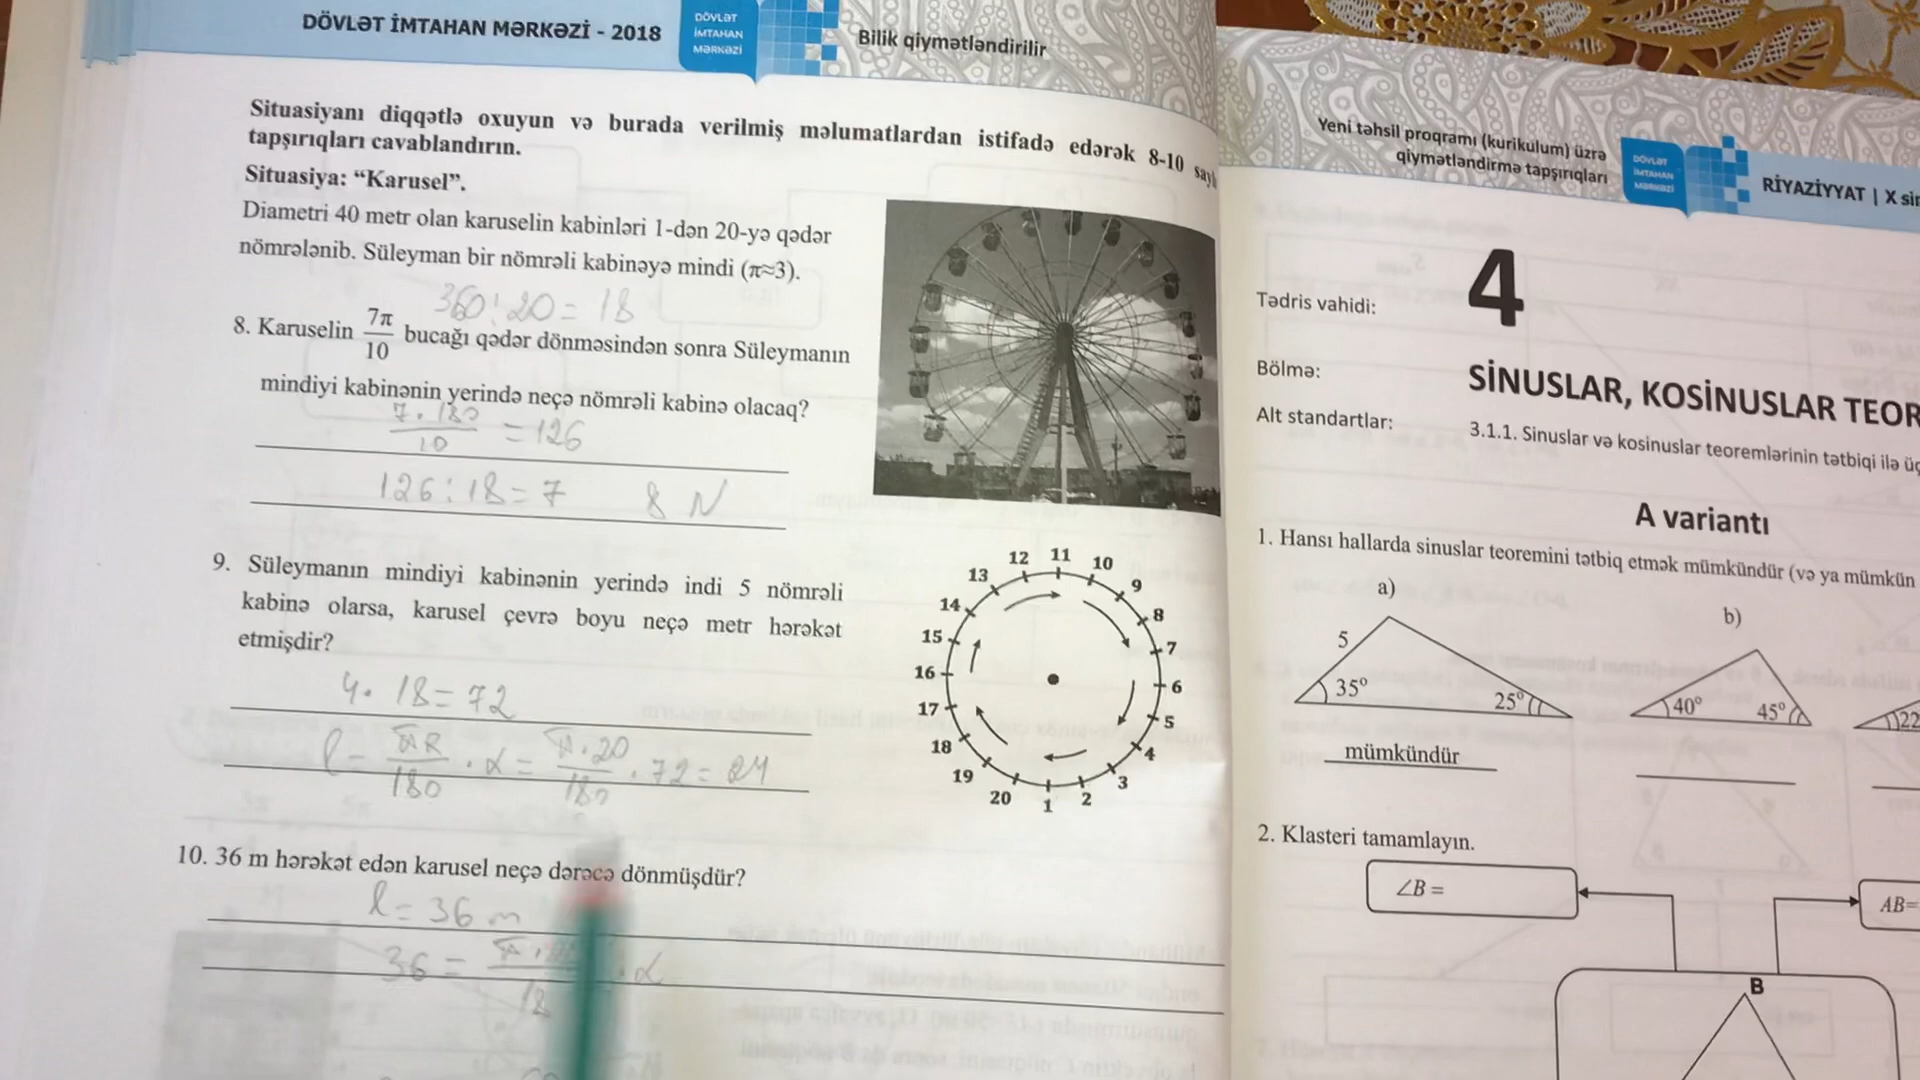 DÖVLƏT İMTAHAN MƏRKƏZİ - 2018
DÖVLƏT
İMTAHAN
MƏRKƏZİ
Bilik qiymətləndirilir
Situasiyanı diqqətlə oxuyun və burada verilmiş məlumatlardan istifadə edərək 8-10 saylı
tapşırıqları cavablandırın.
Situasiya: “Karusel”.
Diametri 40 metr olan karuselin kabinləri 1-dən 20-yə qədər
nömrələnib. Süleyman bir nömrəli kabinəyə mindi (π≈3).
360:20=18
8. Karuselin 7π/10 bucağı qədər dönməsindən sonra Süleymanın
mindiyi kabinənin yerində neçə nömrəli kabinə olacaq?
7·180/10 =126
126:18=7 8 N
9. Süleymanın mindiyi kabinənin yerində indi 5 nömrəli
kabinə olarsa, karusel çevrə boyu neçə metr hərəkət
etmişdir?
4·18=72
l=πR/180·α=π·20/180·72=24
12 11 10
13 9
14 8
15 7
16 6
17 5
18 4
19 3
20 1 2
10. 36 m hərəkət edən karusel neçə dərəcə dönmüşdür?
l=36 m
36=
·α
Yeni təhsil proqramı (kurikulum) üzrə
qiymətləndirmə tapşırıqları
DÖVLƏT
İMTAHAN
MƏRKƏZİ
RİYAZİYYAT | X
Tədris vahidi: 4
Bölmə: SİNUSLAR, KOSİNUSLAR
Alt standartlar: 3.1.1. Sinuslar və kosinuslar teoremlərinin tətbiqi ilə
A variantı
1. Hansı hallarda sinuslar teoremini tətbiq etmək mümkündür (və ya mümkün
a) b)
5
35° 25° 40° 45° 22
mümkündür
2. Klasteri tamamlayın.
∠B = AB=
B